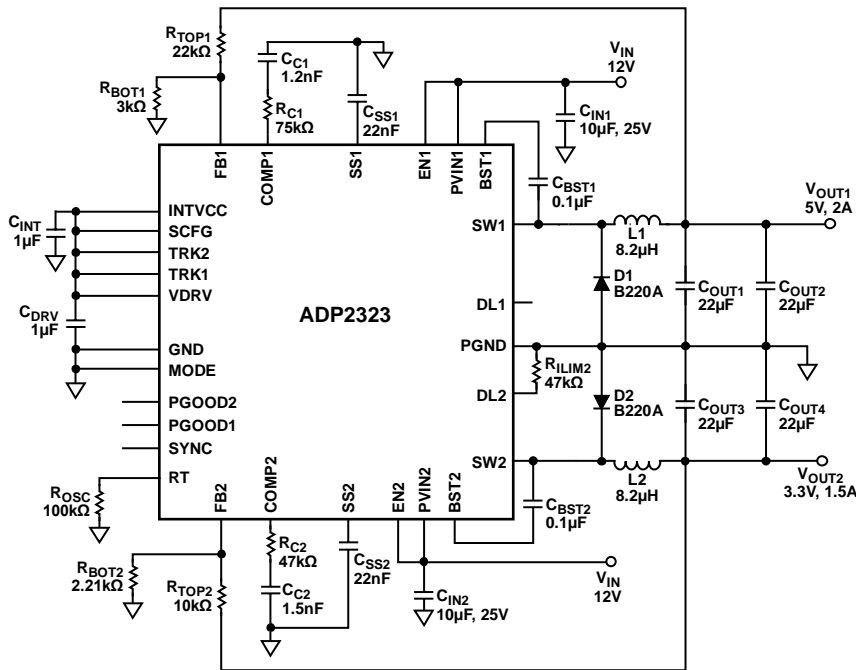 RTOP1
22kΩ
CC1
1.2nF
VIN
12V
RBOT1
3kΩ
RC1
75kΩ
CSS1
22nF
CIN1
10µF, 25V
FB1
COMP1
SS1
EN1
PVIN1
BST1
CBST1
0.1µF
VOUT1
5V, 2A
CINT
1µF
INTVCC
SCFG
TRK2
TRK1
VDRV
CDRV
1µF
GND
MODE
PGOOD2
PGOOD1
SYNC
RT
ADP2323
SW1
DL1
PGND
DL2
SW2
L1
8.2µH
D1
B220A
COUT1
22µF
COUT2
22µF
RILIM2
47kΩ
D2
B220A
COUT3
22µF
COUT4
22µF
L2
8.2µH
VOUT2
3.3V, 1.5A
ROSC
100kΩ
FB2
COMP2
SS2
EN2
PVIN2
BST2
CBST2
0.1µF
RC2
47kΩ
CSS2
22nF
RBOT2
2.21kΩ
RTOP2
10kΩ
CC2
1.5nF
CIN2
10µF, 25V
VIN
12V